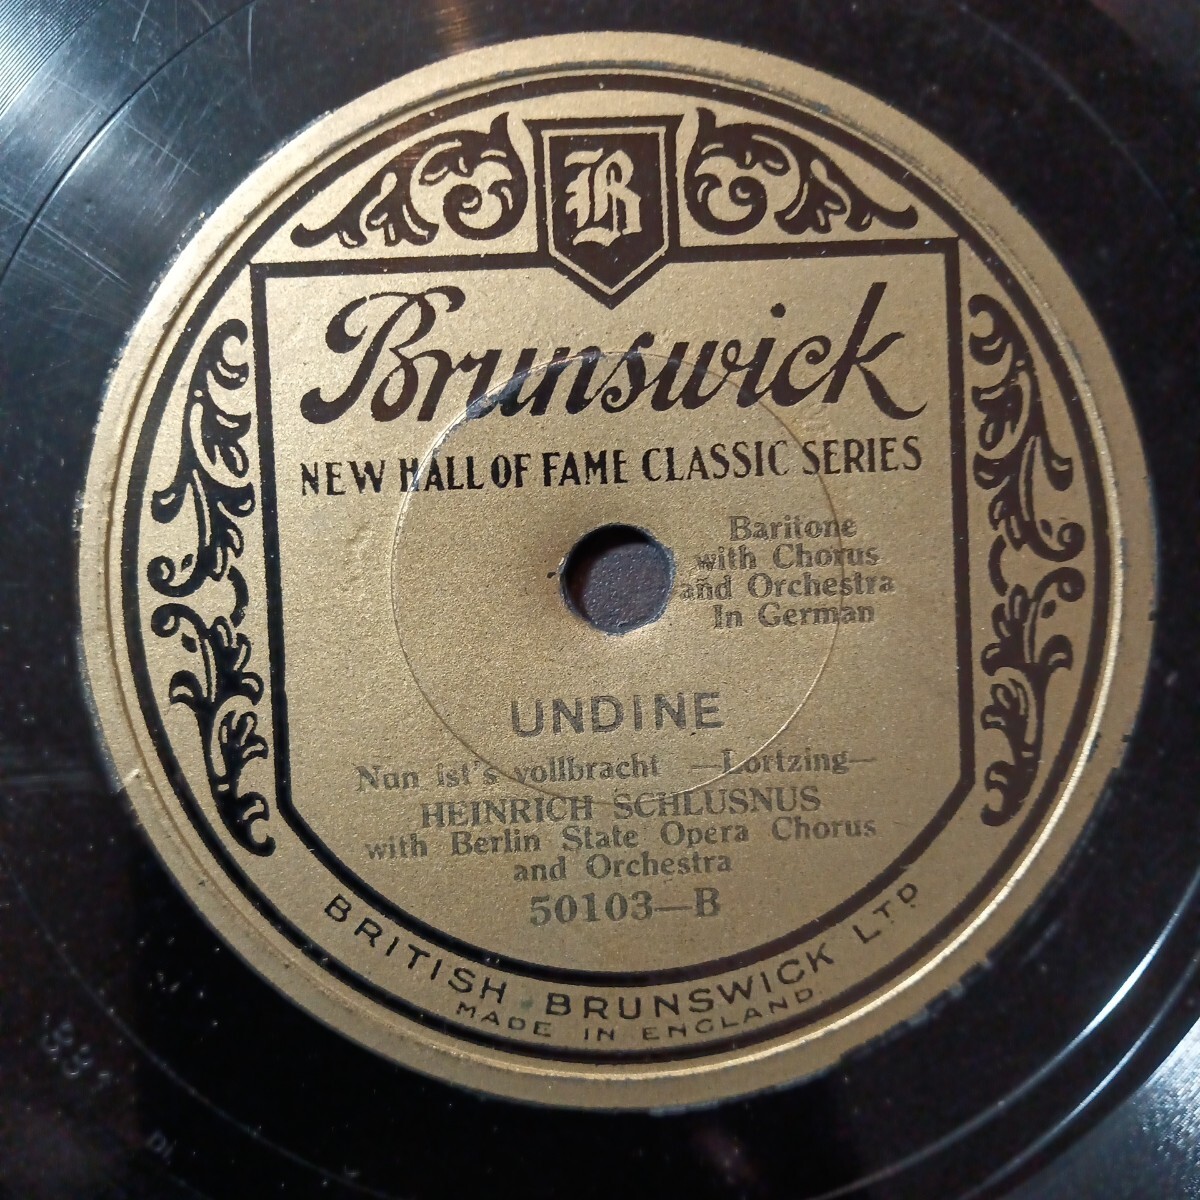 B
Brunswick
NEW HALL OF FAME CLASSIC SERIES
Baritone
with Chorus
and Orchestra
In German
UNDINE
Nun ist's vollbracht —Lortzing—
HEINRICH SCHLUSNUS
with Berlin State Opera Chorus
and Orchestra
50103—B
BRITISH BRUNSWICK LTD
MADE IN ENGLAND.